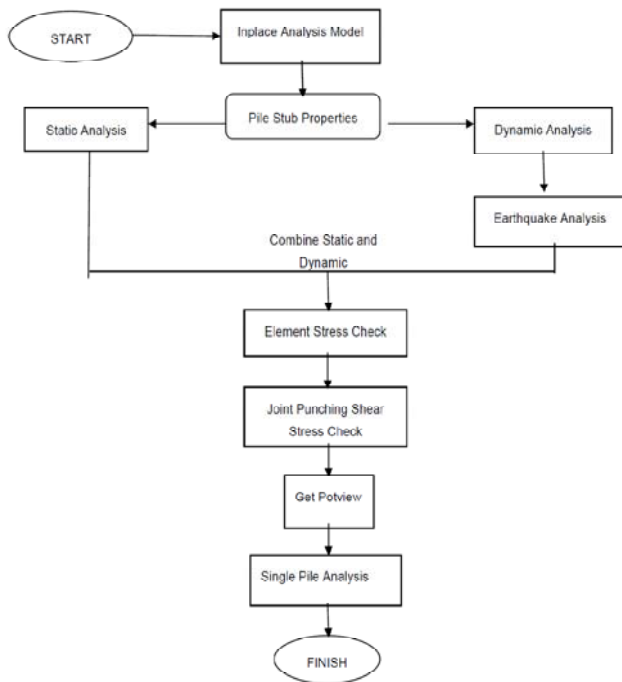 START
Inplace Analysis Model
Pile Stub Properties
Static Analysis
Dynamic Analysis
Earthquake Analysis
Combine Static and
Dynamic
Element Stress Check
Joint Punching Shear
Stress Check
Get Potview
Single Pile Analysis
FINISH